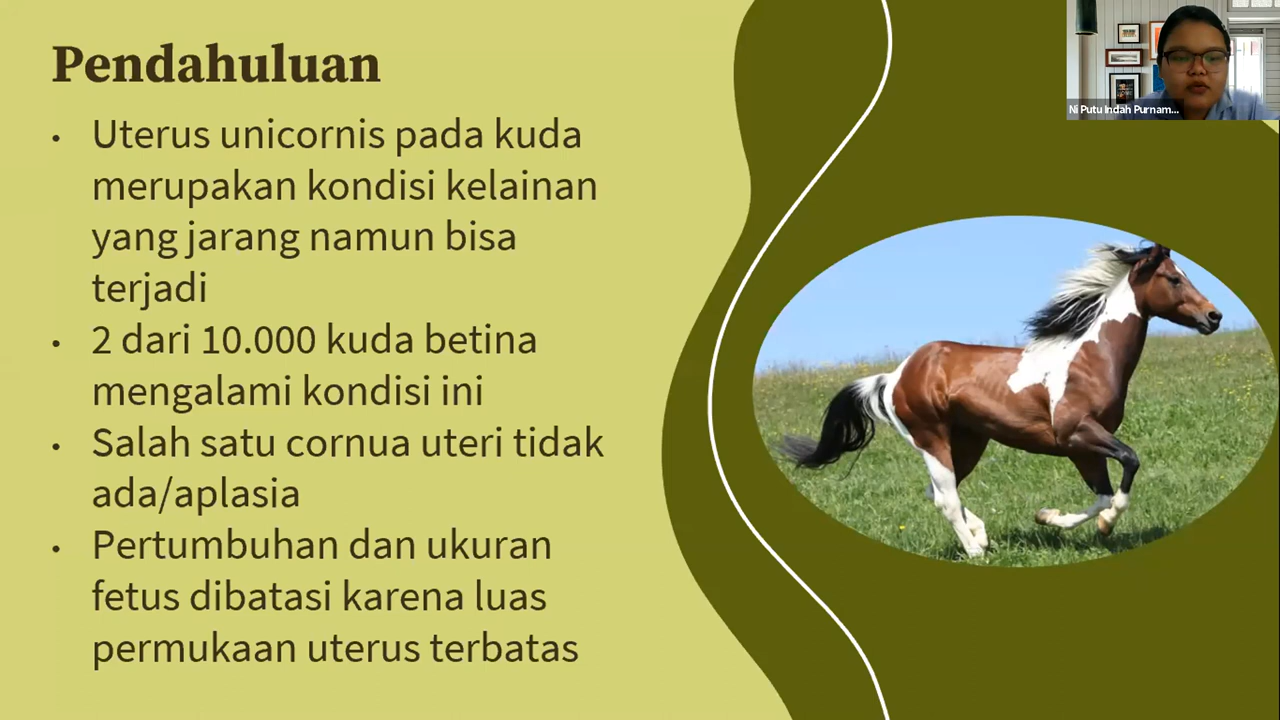 Pendahuluan
• Uterus unicornis pada kuda
merupakan kondisi kelainan
yang jarang namun bisa
terjadi
• 2 dari 10.000 kuda betina
mengalami kondisi ini
• Salah satu cornua uteri tidak
ada/aplasia
• Pertumbuhan dan ukuran
fetus dibatasi karena luas
permukaan uterus terbatas
Ni Putu Indah Purnam...